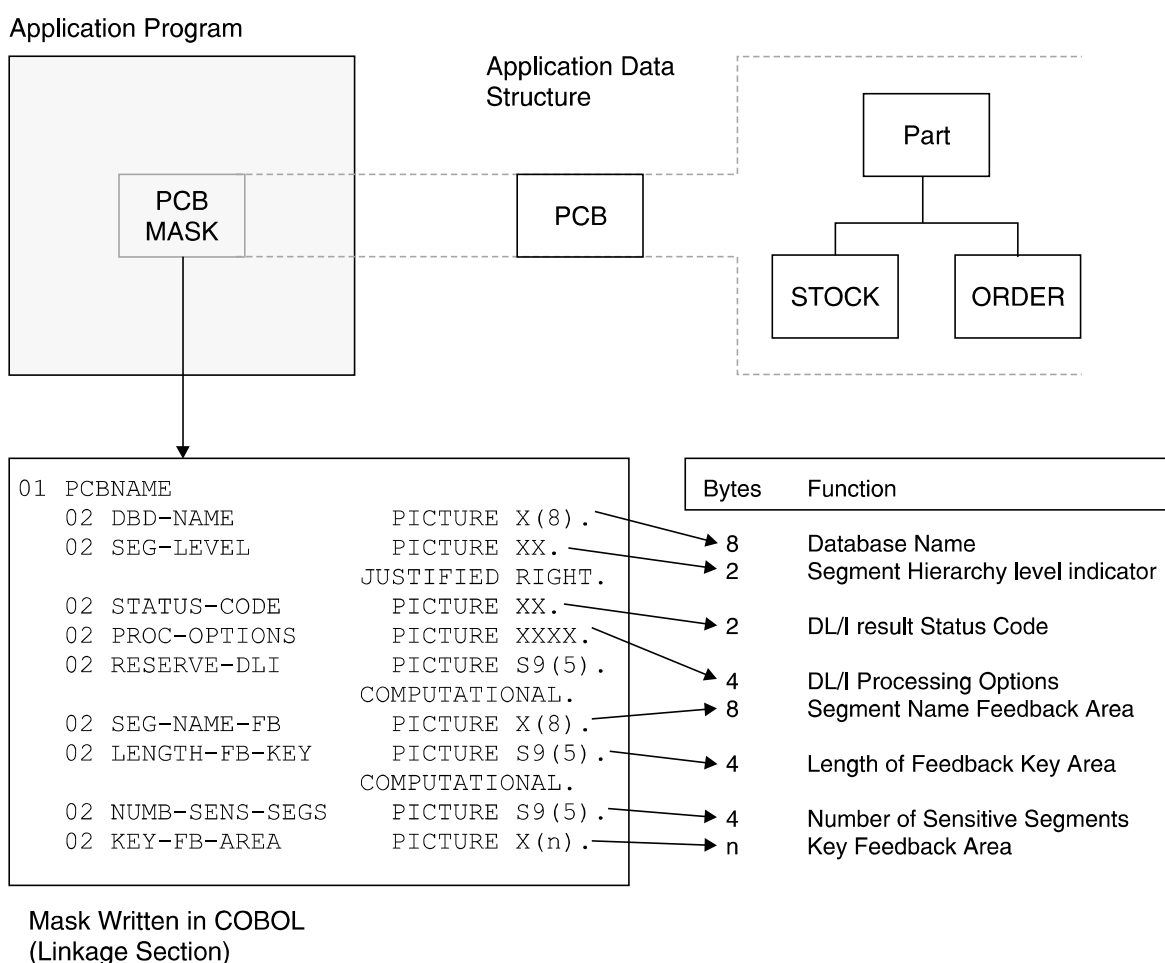 Application Program
Application Data
Structure
Part
PCB
MASK
PCB
STOCK
ORDER
01 PCBNAME
02 DBD-NAME PICTURE X(8).
02 SEG-LEVEL PICTURE XX.
JUSTIFIED RIGHT.
02 STATUS-CODE PICTURE XX.
02 PROC-OPTIONS PICTURE XXXX.
02 RESERVE-DLI PICTURE S9(5).
COMPUTATIONAL.
02 SEG-NAME-FB PICTURE X(8).
02 LENGTH-FB-KEY PICTURE S9(5).
COMPUTATIONAL.
02 NUMB-SENS-SEGS PICTURE S9(5).
02 KEY-FB-AREA PICTURE X(n).
Bytes Function
8 Database Name
2 Segment Hierarchy level indicator
2 DL/I result Status Code
4 DL/I Processing Options
8 Segment Name Feedback Area
4 Length of Feedback Key Area
4 Number of Sensitive Segments
n Key Feedback Area
Mask Written in COBOL
(Linkage Section)